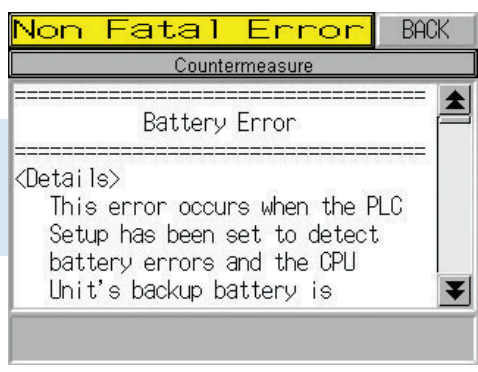 Non Fatal Error BACK
Countermeasure
===================================
Battery Error
===================================
<Details>
This error occurs when the PLC
Setup has been set to detect
battery errors and the CPU
Unit's backup battery is